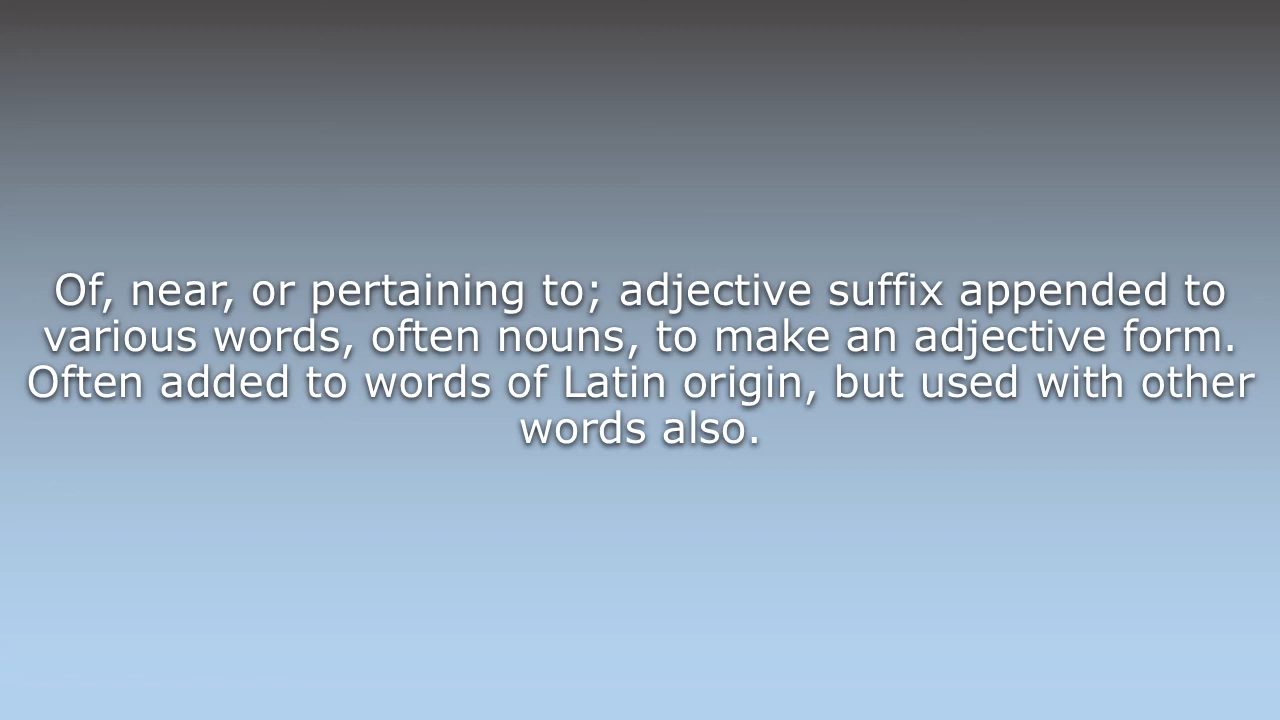 Of, near, or pertaining to; adjective suffix appended to
various words, often nouns, to make an adjective form.
Often added to words of Latin origin, but used with other
words also.